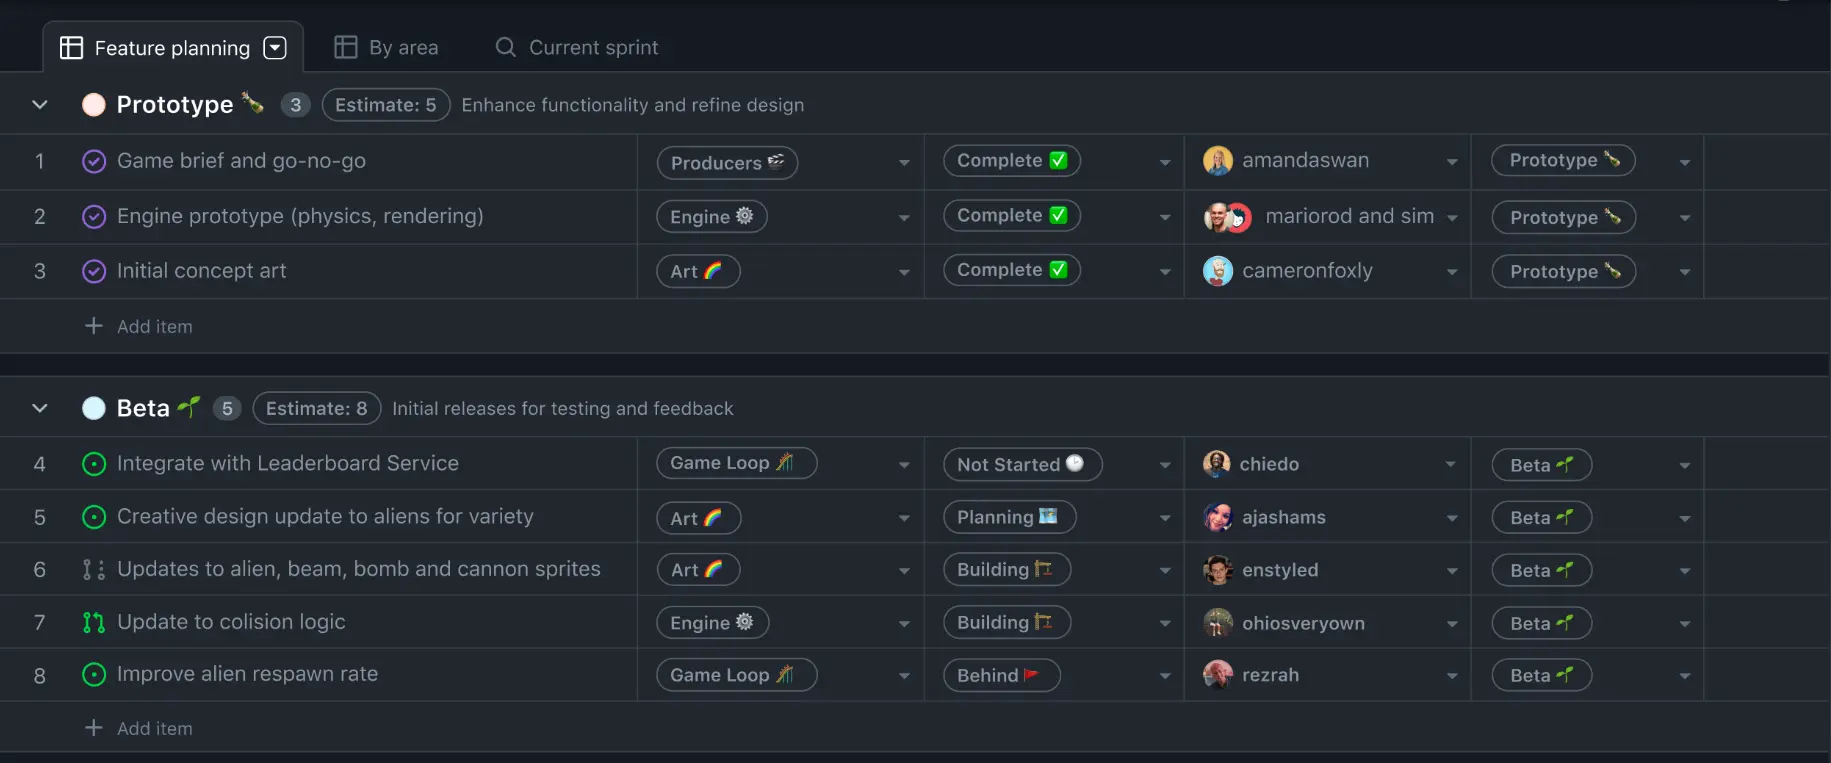 Feature planning By area Current sprint
Prototype 3 Estimate: 5 Enhance functionality and refine design
1 Game brief and go-no-go Producers Complete amandaswan Prototype
2 Engine prototype (physics, rendering) Engine Complete mariorod and sim Prototype
3 Initial concept art Art Complete cameronfoxly Prototype
Add item
Beta 5 Estimate: 8 Initial releases for testing and feedback
4 Integrate with Leaderboard Service Game Loop Not Started chiedo Beta
5 Creative design update to aliens for variety Art Planning ajashams Beta
6 Updates to alien, beam, bomb and cannon sprites Art Building enstyled Beta
7 Update to colision logic Engine Building ohiosveryown Beta
8 Improve alien respawn rate Game Loop Behind rezrah Beta
Add item